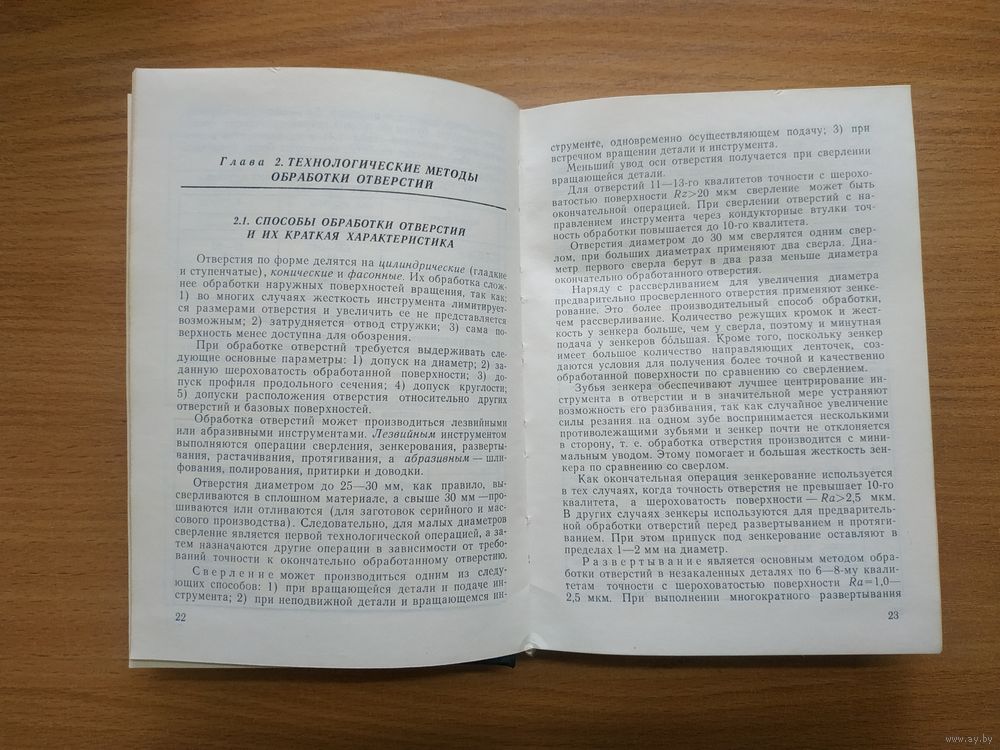 Глава 2. ТЕХНОЛОГИЧЕСКИЕ МЕТОДЫ
ОБРАБОТКИ ОТВЕРСТИЙ
2.1. СПОСОБЫ ОБРАБОТКИ ОТВЕРСТИЙ
И ИХ КРАТКАЯ ХАРАКТЕРИСТИКА
Отверстия по форме делятся на цилиндрические (гладкие
и ступенчатые), конические и фасонные. Их обработка слож-
нее обработки наружных поверхностей вращения, так как:
1) во многих случаях жесткость инструмента лимитирует-
ся размерами отверстия и увеличить ее не представляется
возможным; 2) затрудняется отвод стружки; 3) сама по-
верхность менее доступна для обозрения.
При обработке отверстий требуется выдерживать сле-
дующие основные параметры: 1) допуск на диаметр; 2) за-
данную шероховатость обработанной поверхности; 3) до-
пуск профиля продольного сечения; 4) допуск круглости;
5) допуски расположения отверстия относительно других
отверстий и базовых поверхностей.
Обработка отверстий может производиться лезвийными
или абразивными инструментами. Лезвийным инструментом
выполняются операции сверления, зенкерования, разверты-
вания, растачивания, протягивания, а абразивным — шли-
фования, полирования, притирки и доводки.
Отверстия диаметром до 25—30 мм, как правило, вы-
сверливаются в сплошном материале, а свыше 30 мм —про-
шиваются или отливаются (для заготовок серийного и мас-
сового производства). Следовательно, для малых диаметров
сверление является первой технологической операцией, а за-
тем назначаются другие операции в зависимости от требо-
ваний точности к окончательно обработанному отверстию.
Сверление может производиться одним из следу-
ющих способов: 1) при вращающейся детали и подаче ин-
струмента; 2) при неподвижной детали и вращающемся ин-
22
струменте, одновременно осуществляющем подачу; 3) при
встречном вращении детали и инструмента.
Меньший увод оси отверстия получается при сверлении
вращающейся детали.
Для отверстий 11—13-го квалитетов точности с шерохо-
ватостью поверхности Rz>20 мкм сверление может быть
окончательной операцией. При сверлении отверстий с на-
правлением инструмента через кондукторные втулки точ-
ность обработки повышается до 10-го квалитета.
Отверстия диаметром до 30 мм сверлятся одним свер-
лом, при больших диаметрах применяют два сверла. Диа-
метр первого сверла берут в два раза меньше диаметра
окончательно обработанного отверстия.
Наряду с рассверливанием для увеличения диаметра
предварительно просверленного отверстия применяют зенке-
рование. Это более производительный способ обработки,
чем рассверливание. Количество режущих кромок и жест-
кость у зенкера больше, чем у сверла, поэтому и минутная
подача у зенкеров бо́льшая. Кроме того, поскольку зенкер
имеет большое количество направляющих ленточек, соз-
даются условия для получения более точной и качественно
обработанной поверхности по сравнению со сверлением.
Зубья зенкера обеспечивают лучшее центрирование ин-
струмента в отверстии и в значительной мере устраняют
возможность его разбивания, так как случайное увеличение
силы резания на одном зубе воспринимается несколькими
противолежащими зубьями и зенкер почти не отклоняется
в сторону, т. е. обработка отверстия производится с мини-
мальным уводом. Этому помогает и большая жесткость зен-
кера по сравнению со сверлом.
Как окончательная операция зенкерование используется
в тех случаях, когда точность отверстия не превышает 10-го
квалитета, а шероховатость поверхности — Ra>2,5 мкм.
В других случаях зенкеры используются для предваритель-
ной обработки отверстий перед развертыванием и протяги-
ванием. При этом припуск под зенкерование оставляют в
пределах 1—2 мм на диаметр.
Развертывание является основным методом обра-
ботки отверстий в незакаленных деталях по 6—8-му квали-
тетам точности с шероховатостью поверхности Ra=1,0—
2,5 мкм. При выполнении многократного развертывания
23
www.ay.by